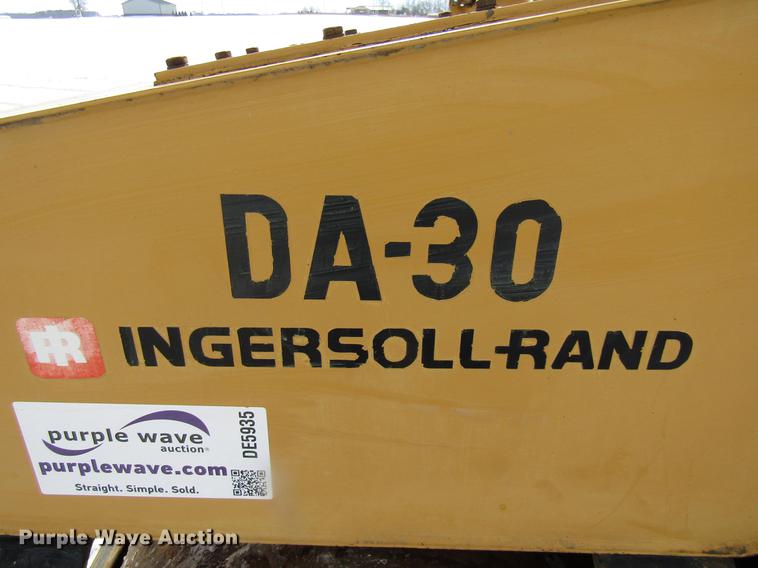 DA-30
IR INGERSOLL-RAND
purple wave
auction®
purplewave.com
Straight. Simple. Sold.
DE5935
Purple Wave Auction